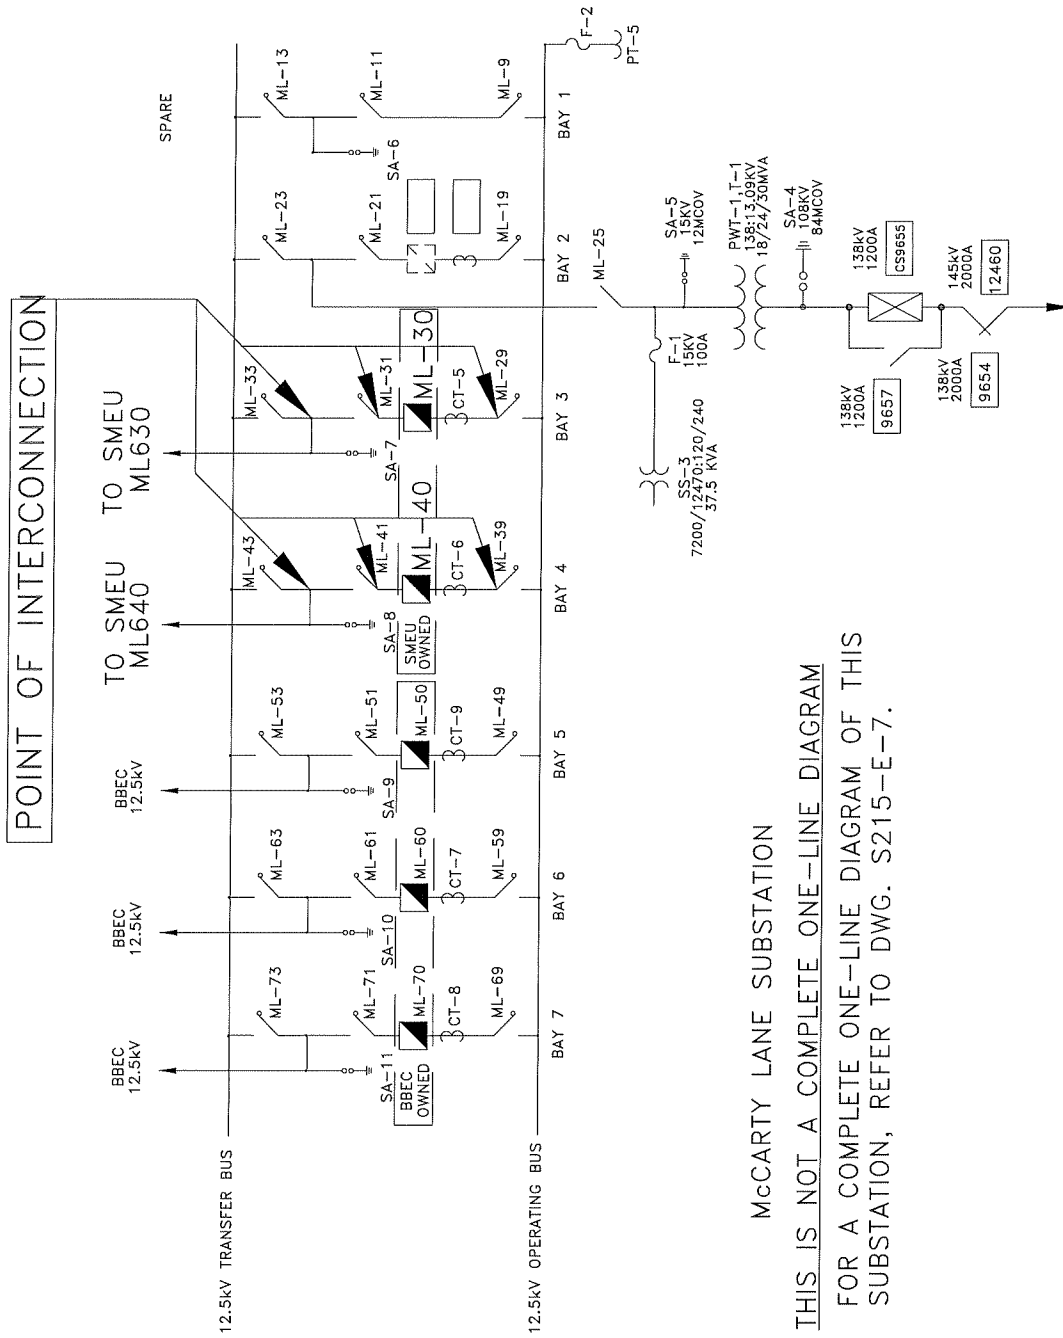 POINT OF INTERCONNECTION
TO SMEU
ML630
TO SMEU
ML640
BBEC
12.5kV
BBEC
12.5kV
BBEC
12.5kV
SPARE
12.5kV TRANSFER BUS
ML-73
ML-63
ML-53
ML-43
ML-33
ML-23
ML-13
ML-71
ML-61
ML-51
ML-41
ML-31
ML-21
ML-11
SA-11
SA-10
SA-9
SA-8
SA-7
SA-6
BBEC
OWNED
SMEU
OWNED
ML-70
ML-60
ML-50
ML-40
ML-30
CT-8
CT-7
CT-9
CT-6
CT-5
3
ML-69
ML-59
ML-49
ML-39
ML-29
ML-19
ML-9
12.5kV OPERATING BUS
BAY 7
BAY 6
BAY 5
BAY 4
BAY 3
BAY 2
BAY 1
F-2
PT-5
ML-25
SA-5
15KV
12MCOV
F-1
15KV
100A
SS-3
7200/12470:120/240
37.5 KVA
PWT-1,T-1
138:13.09KV
18/24/30MVA
SA-4
108KV
84MCOV
138kV
1200A
CS9655
138kV
1200A
9657
145kV
2000A
12460
138kV
2000A
9654
McCARTY LANE SUBSTATION
THIS IS NOT A COMPLETE ONE-LINE DIAGRAM
FOR A COMPLETE ONE-LINE DIAGRAM OF THIS
SUBSTATION, REFER TO DWG. S215-E-7.